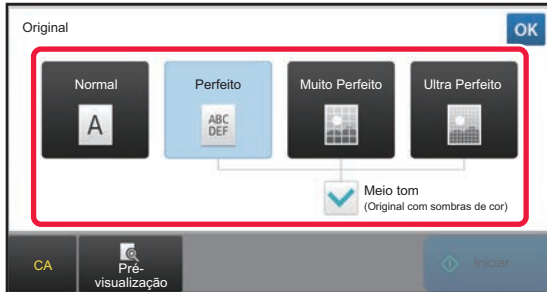 Original
OK
Normal
Perfeito
Muito Perfeito
Ultra Perfeito
A
ABC
DEF
Meio tom
(Original com sombras de cor)
CA
Pré-
visualização
Iniciar